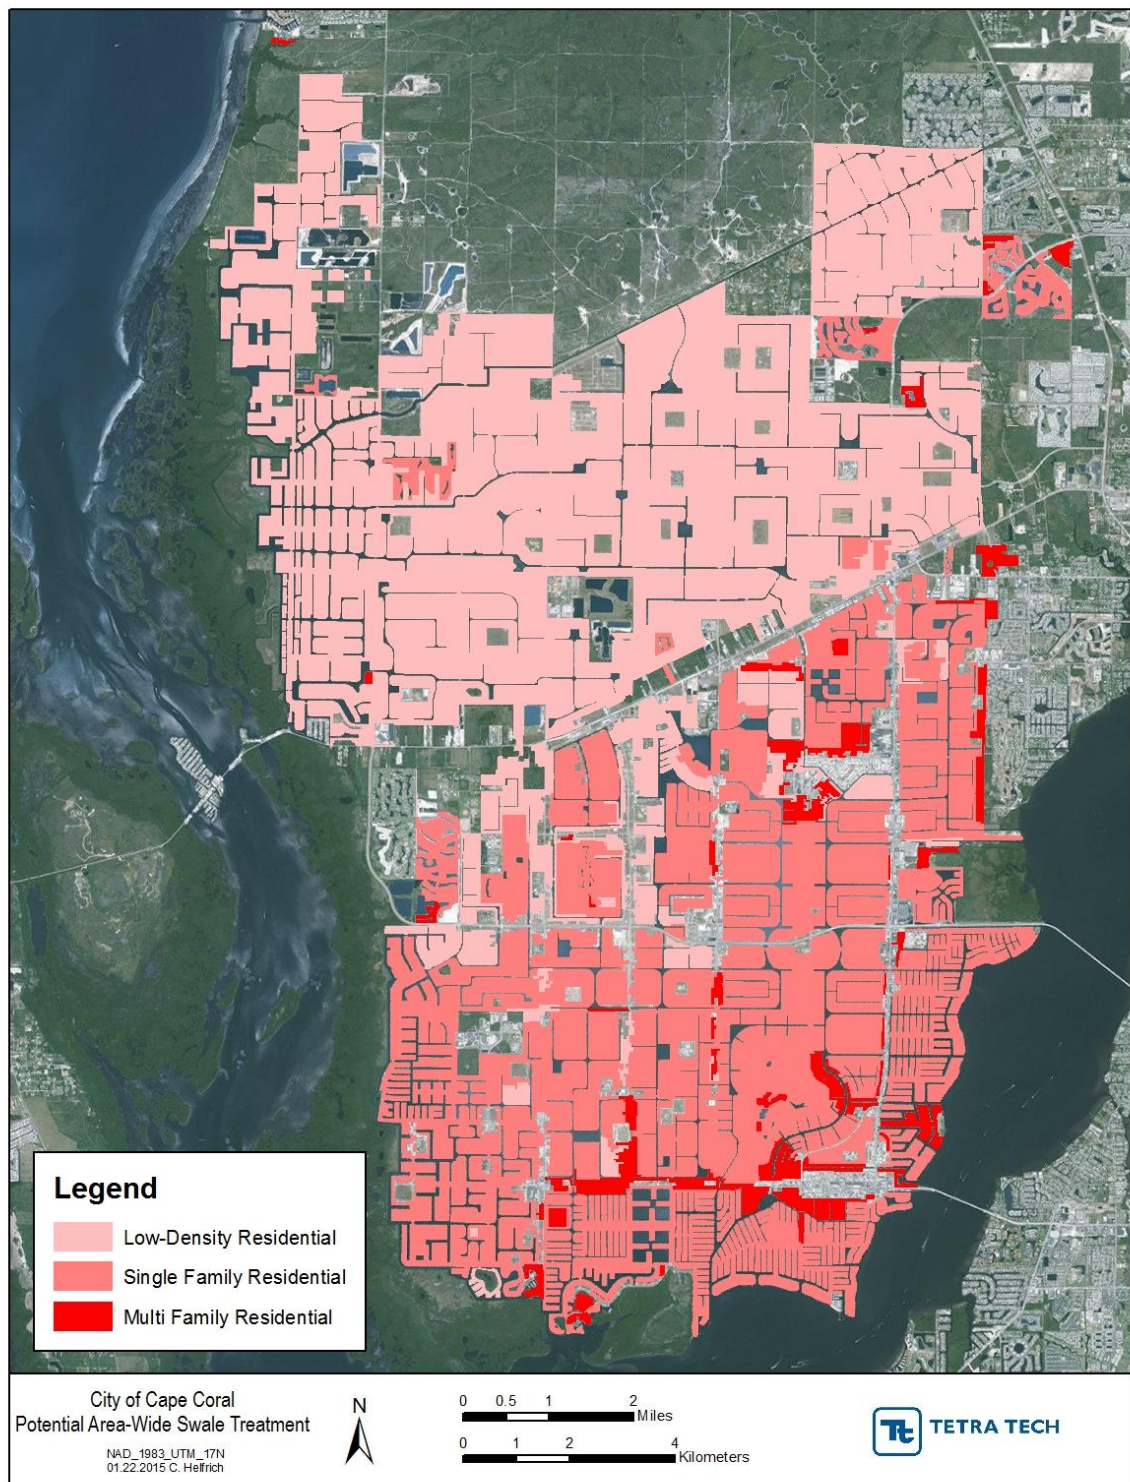 Legend
Low-Density Residential
Single Family Residential
Multi Family Residential
City of Cape Coral
Potential Area-Wide Swale Treatment
NAD_1983_UTM_17N
01.22.2015 C. Helfrich
N
0 0.5 1 2
Miles
0 1 2 4
Kilometers
Tt TETRA TECH